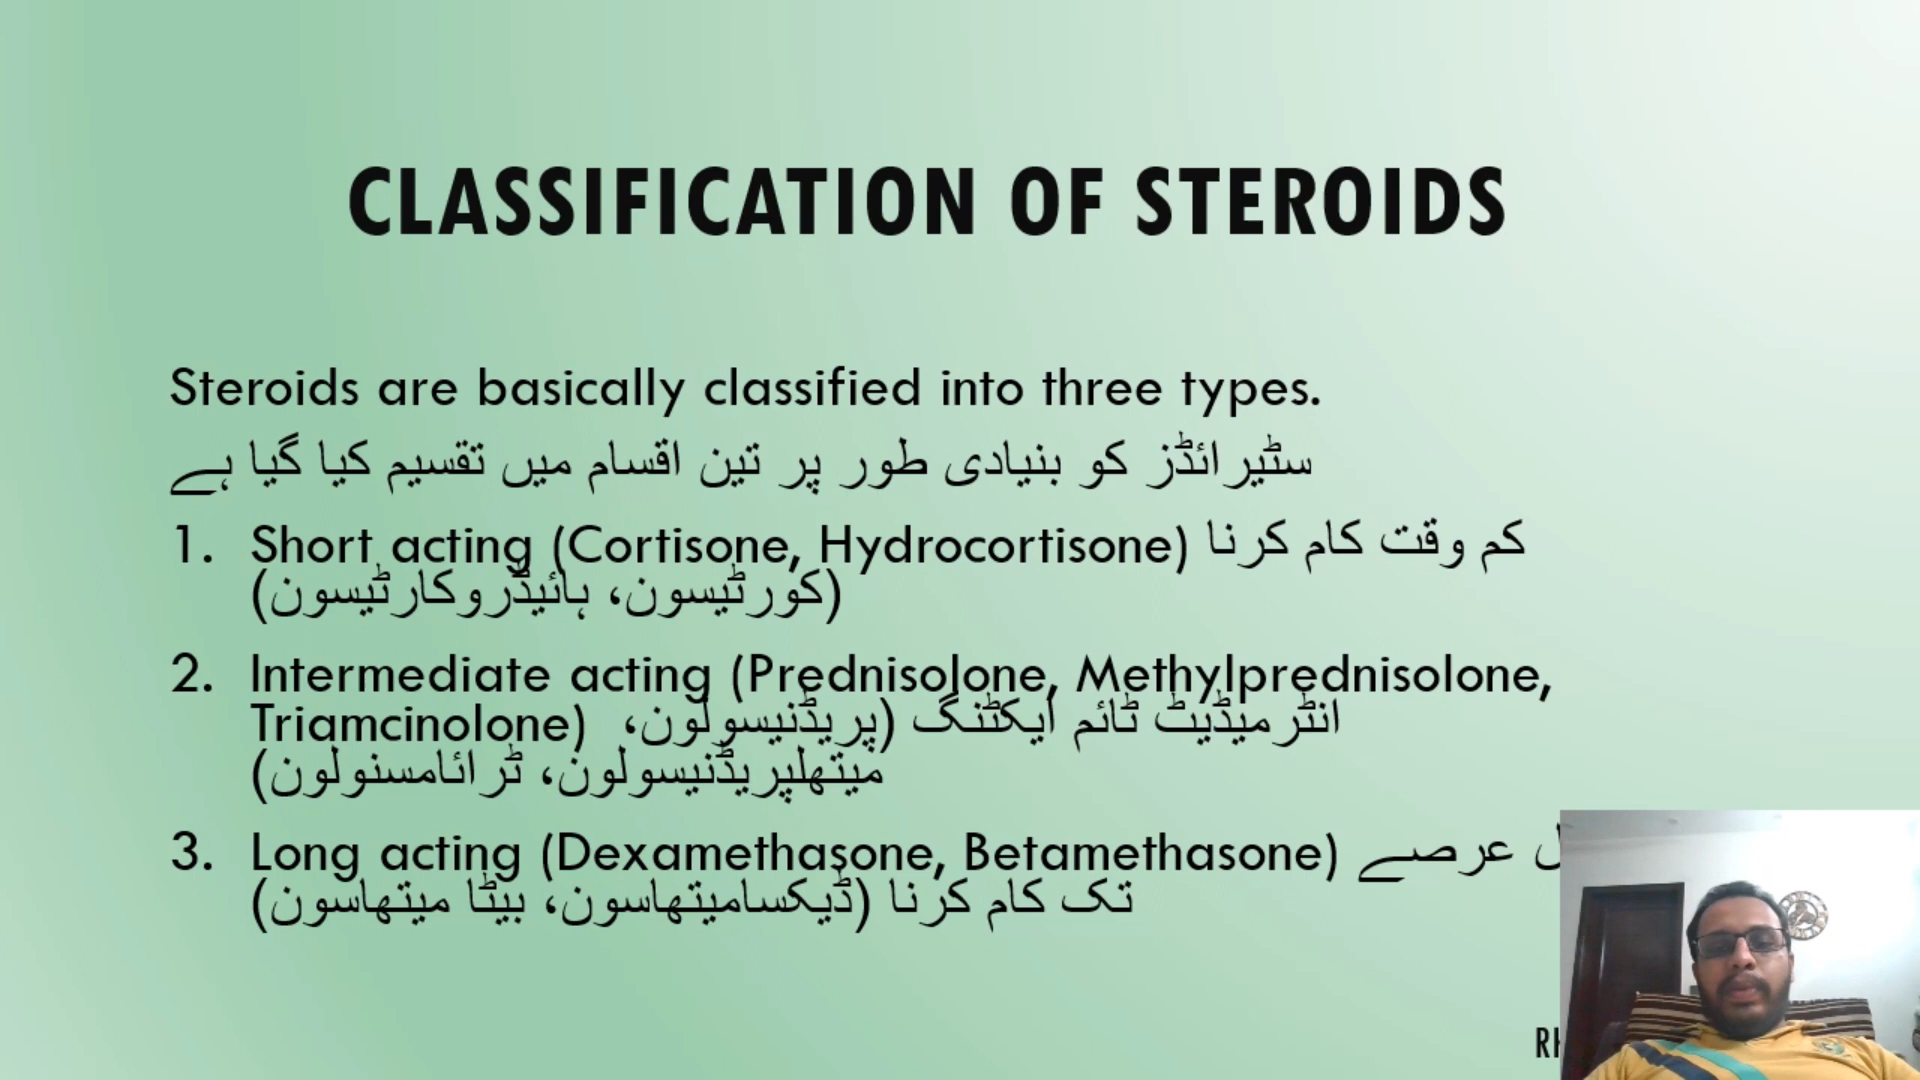 CLASSIFICATION OF STEROIDS
Steroids are basically classified into three types.
سٹیرائڈز کو بنیادی طور پر تین اقسام میں تقسیم کیا گیا ہے
1. Short acting (Cortisone, Hydrocortisone) کم وقت کام کرنا
(کورٹیسون، ہائیڈروکارٹیسون)
2. Intermediate acting (Prednisolone, Methylprednisolone,
Triamcinolone) انٹرمیڈیٹ ٹائم ایکٹنگ (پریڈنیسولون،
میتھلپریڈنیسولون، ٹرائامسنولون)
3. Long acting (Dexamethasone, Betamethasone) عرصے
تک کام کرنا (ڈیکسامیتھاسون، بیٹا میتھاسون)